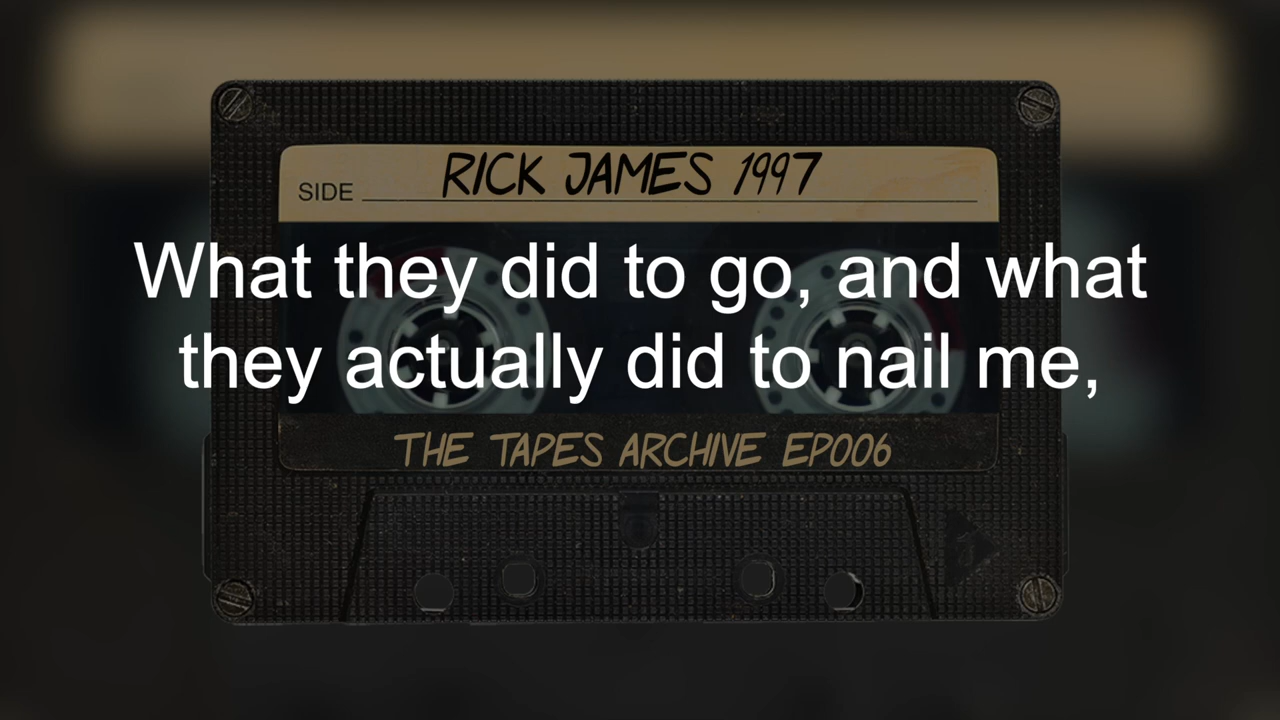 RICK JAMES 1997
SIDE
What they did to go, and what
they actually did to nail me,
THE TAPES ARCHIVE EP006